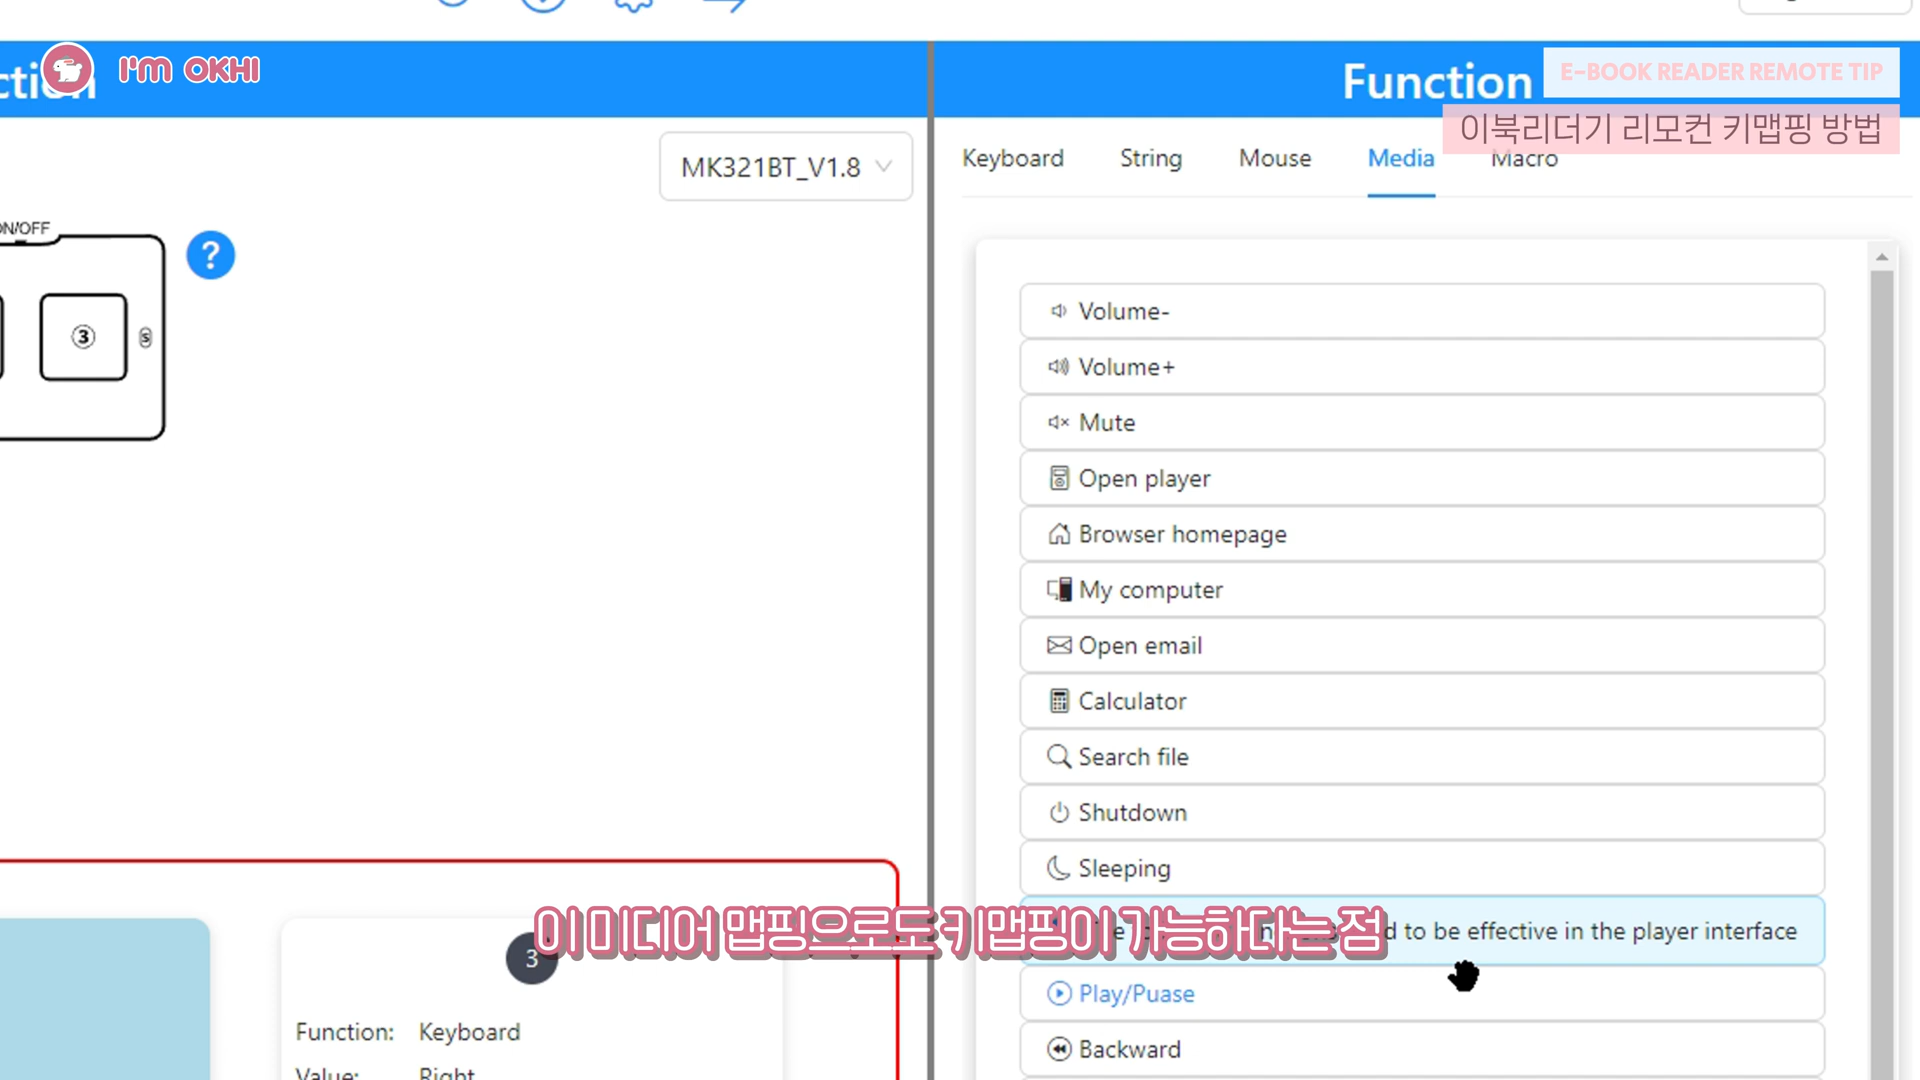 I'M OKHI
Function
E-BOOK READER REMOTE TIP
이북리더기 리모컨 키맵핑 방법
MK321BT_V1.8
Keyboard String Mouse Media Macro
ON/OFF
?
③
S
Volume-
Volume+
Mute
Open player
Browser homepage
My computer
Open email
Calculator
Search file
Shutdown
Sleeping
to be effective in the player interface
이 미디어 맵핑으로도 키맵핑이 가능하다는 점
Play/Puase
Backward
3
Function: Keyboard
Value: Right